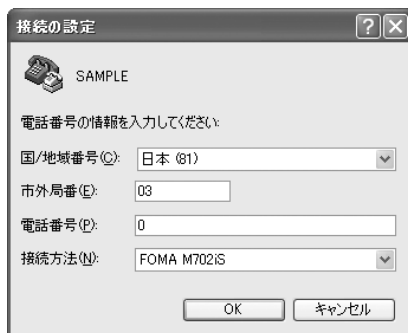 接続の設定
SAMPLE
電話番号の情報を入力してください:
国/地域番号(C): 日本 (81)
市外局番(E): 03
電話番号(P): 0
接続方法(N): FOMA M702iS
OK キャンセル